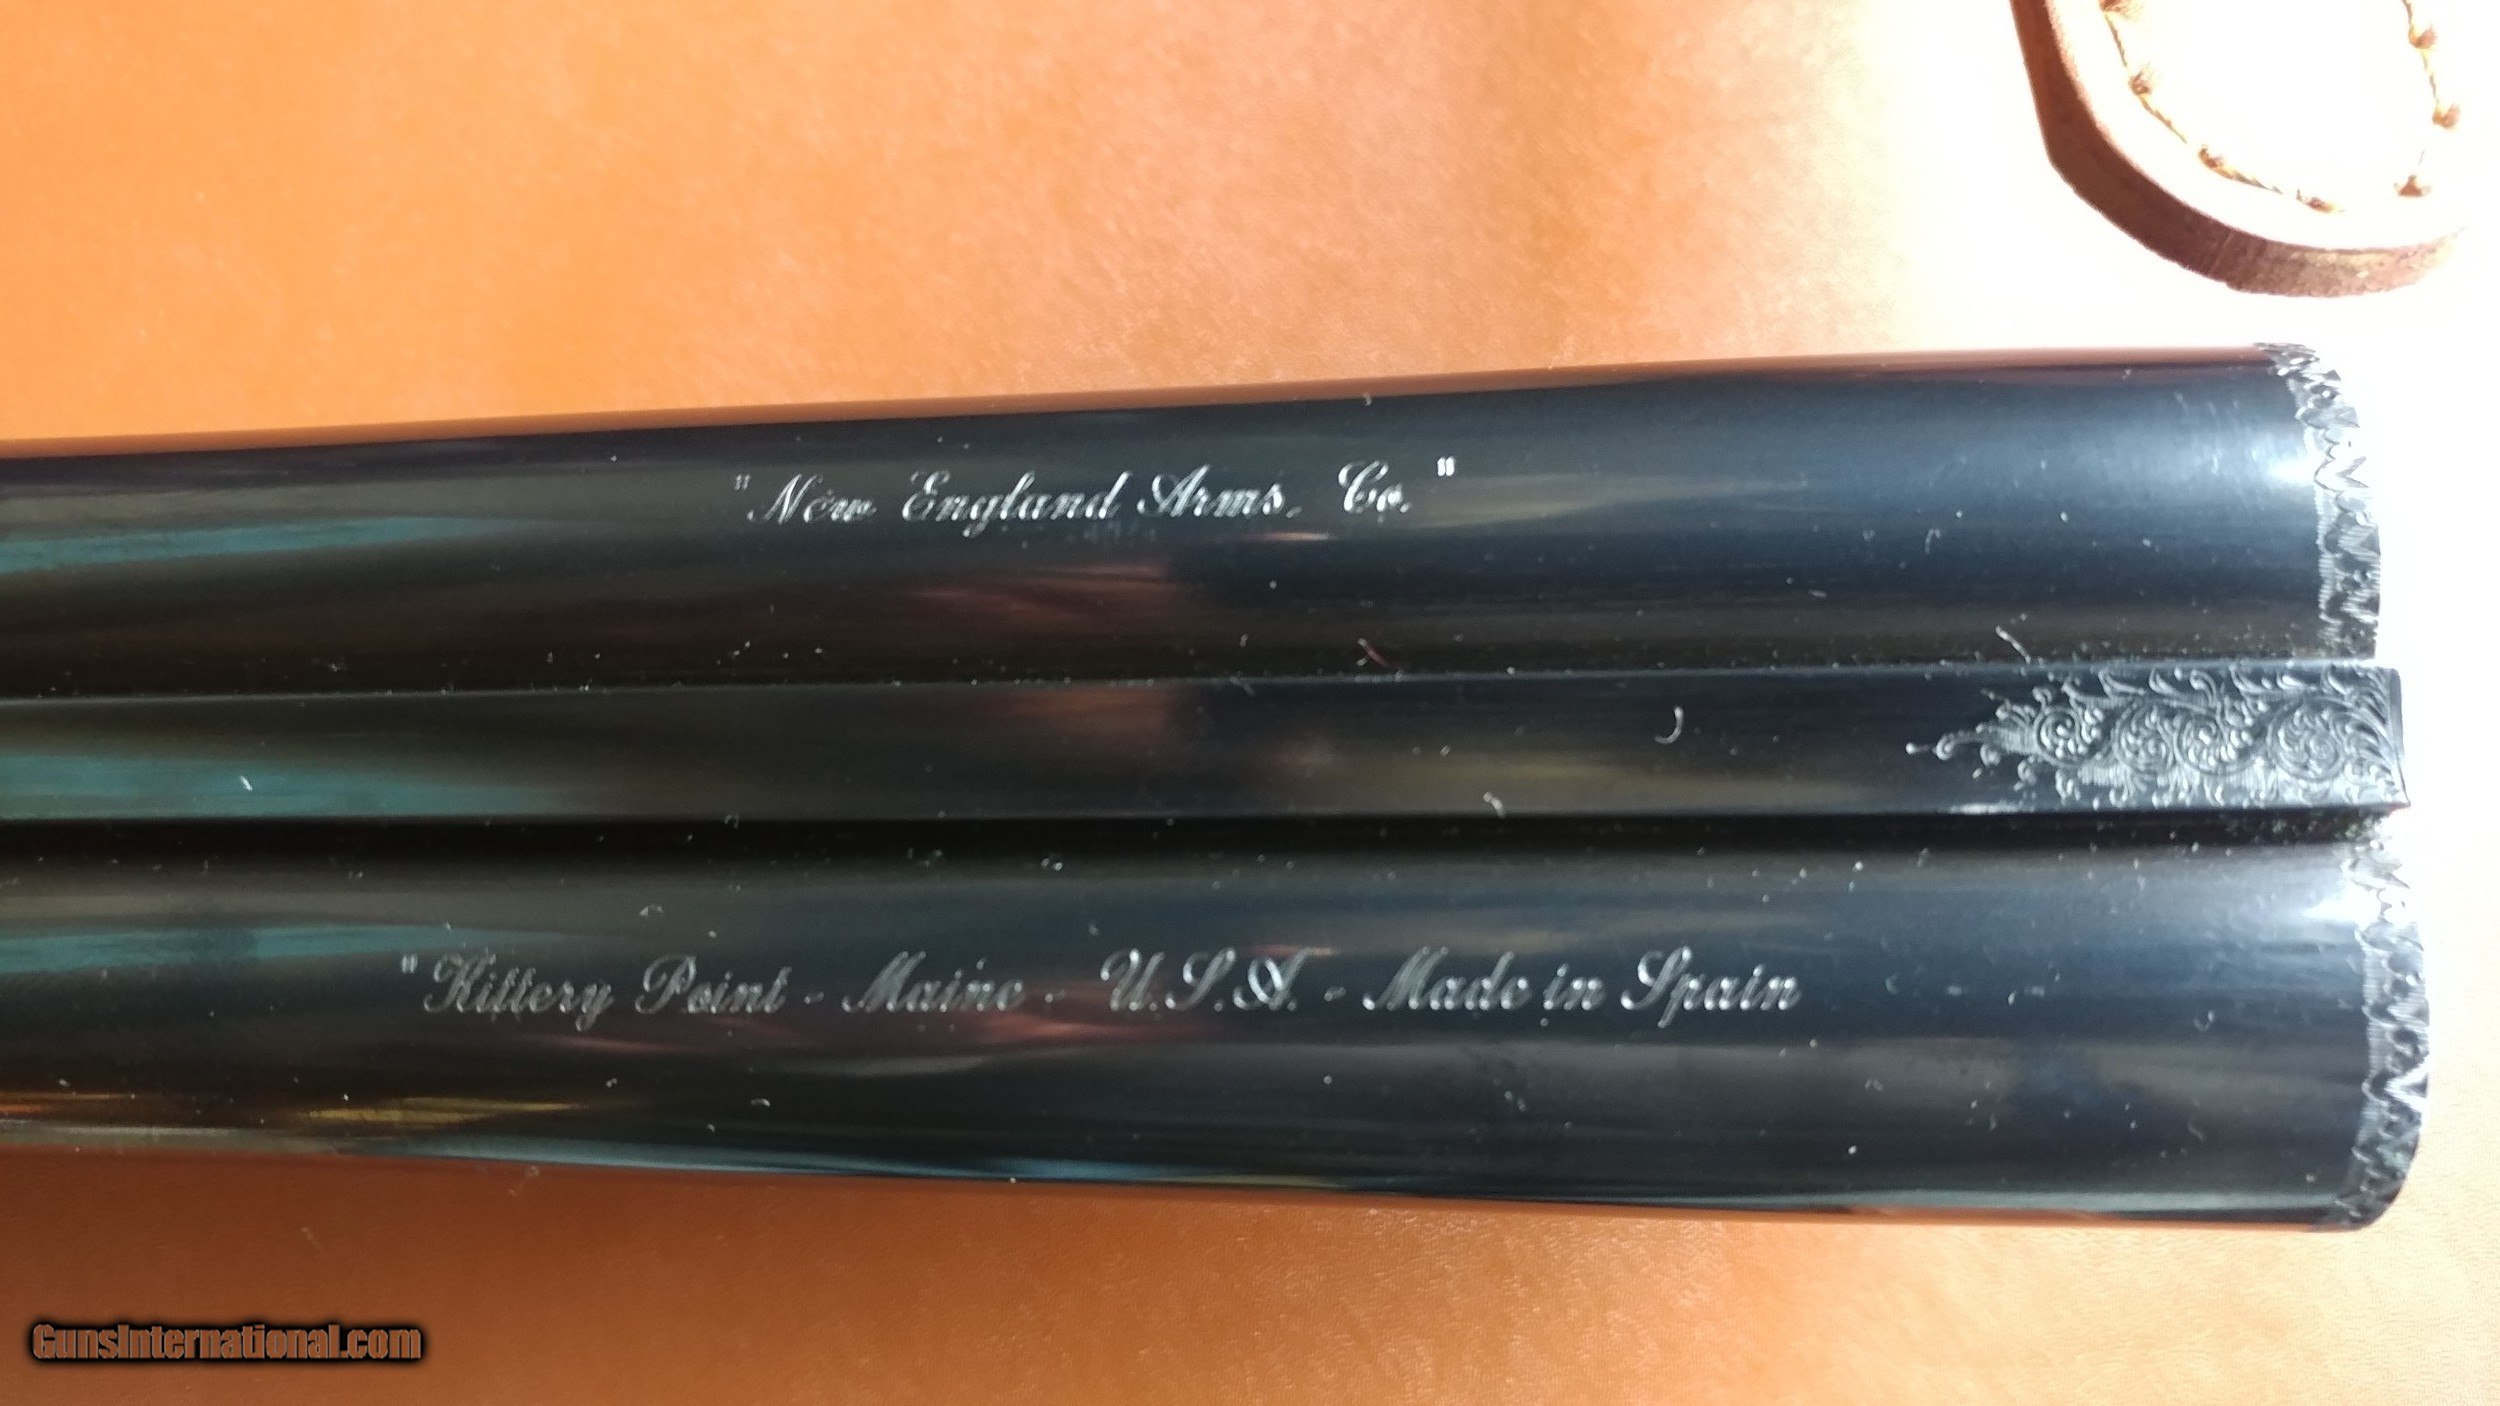 "New England Arms, Co."
"Kittery Point - Maine - U.S.A. - Made in Spain
GunsInternational.com